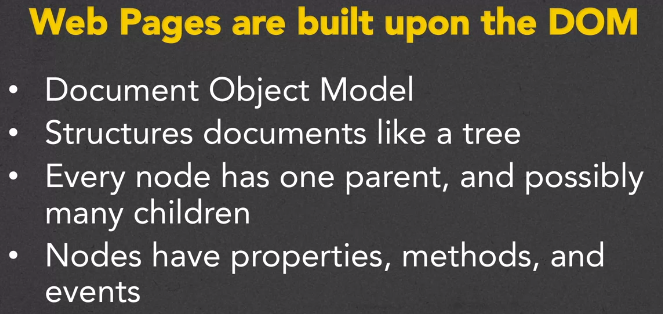 Web Pages are built upon the DOM
• Document Object Model
• Structures documents like a tree
• Every node has one parent, and possibly
many children
• Nodes have properties, methods, and
events